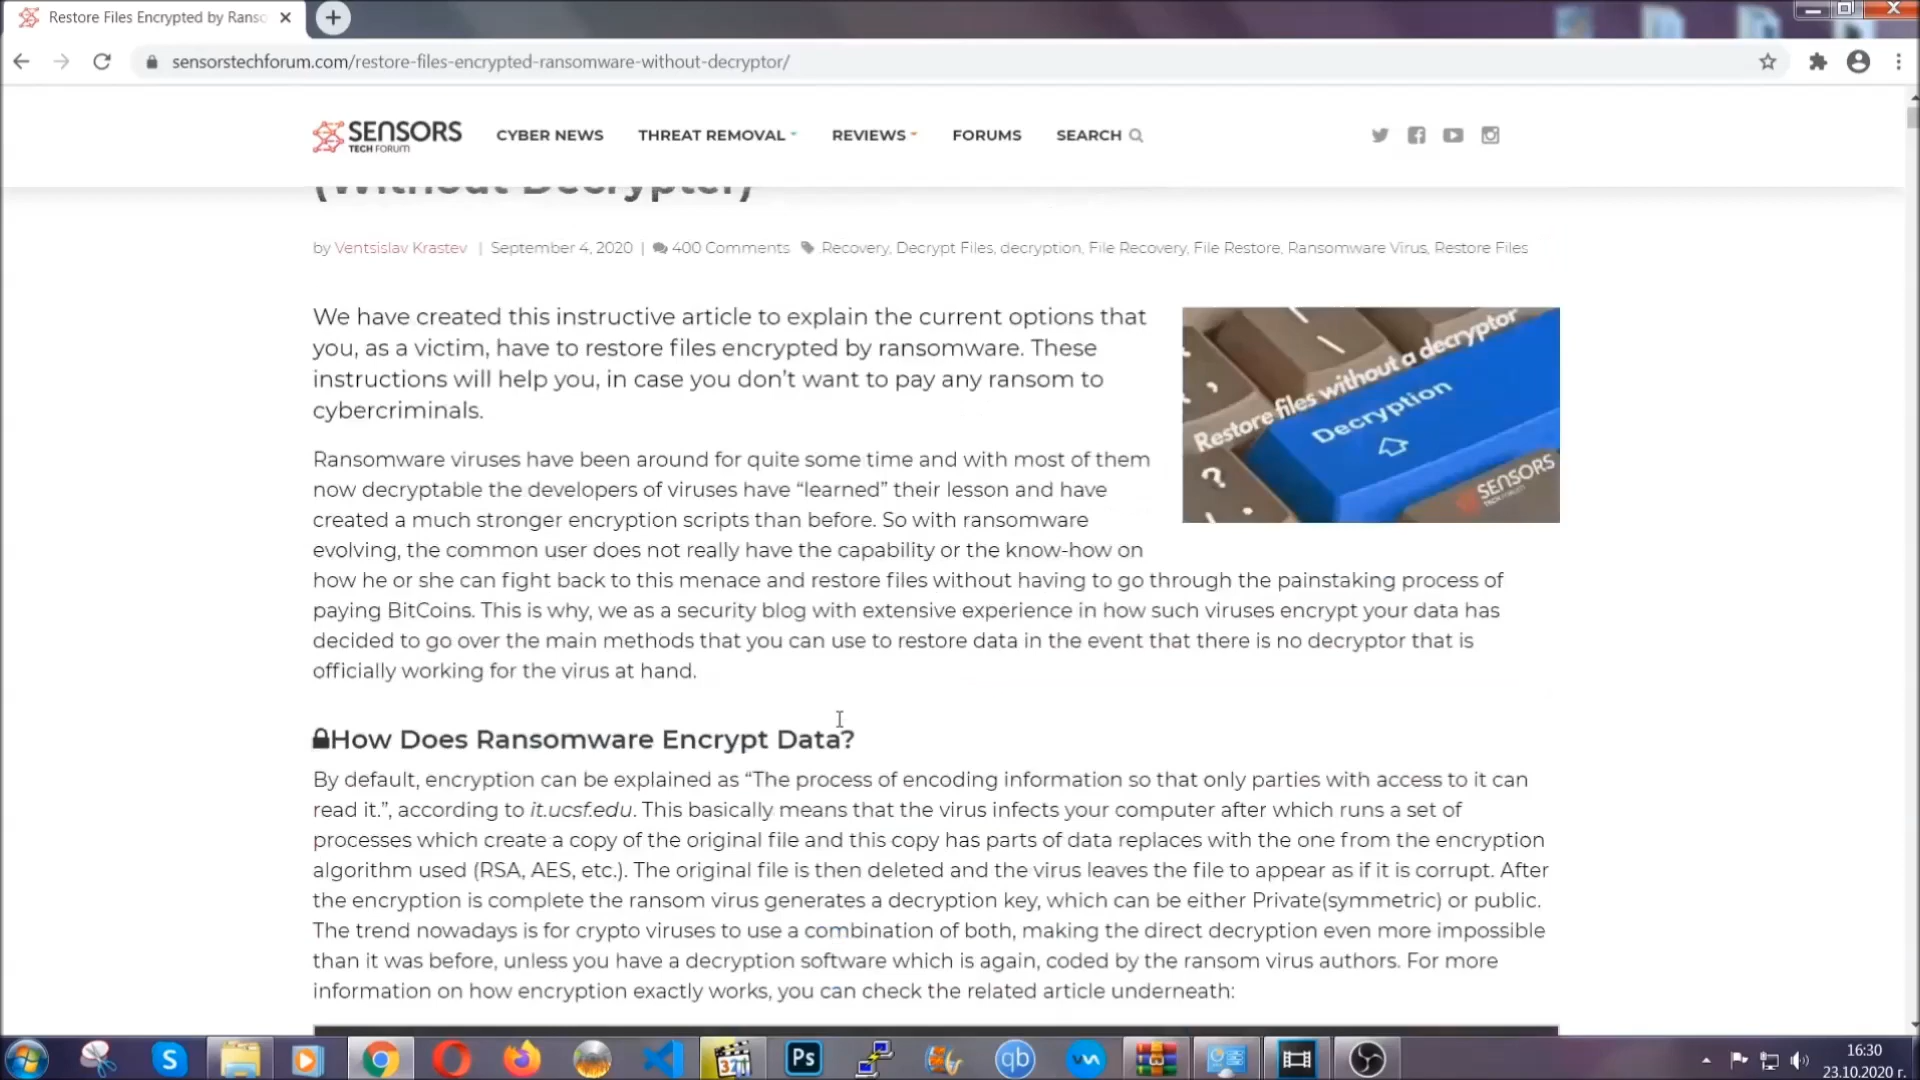 Restore Files Encrypted by Ranso
sensorstechforum.com/restore-files-encrypted-ransomware-without-decryptor/
SENSORS
TECH FORUM
CYBER NEWS THREAT REMOVAL REVIEWS FORUMS SEARCH
(Without Decrypter)
by Ventsislav Krastev | September 4, 2020 | 400 Comments Recovery, Decrypt Files, decryption, File Recovery, File Restore, Ransomware Virus, Restore Files
We have created this instructive article to explain the current options that
you, as a victim, have to restore files encrypted by ransomware. These
instructions will help you, in case you don’t want to pay any ransom to
cybercriminals.
Restore files without a decryptor
Decryption
SENSORS
Ransomware viruses have been around for quite some time and with most of them
now decryptable the developers of viruses have “learned” their lesson and have
created a much stronger encryption scripts than before. So with ransomware
evolving, the common user does not really have the capability or the know-how on
how he or she can fight back to this menace and restore files without having to go through the painstaking process of
paying BitCoins. This is why, we as a security blog with extensive experience in how such viruses encrypt your data has
decided to go over the main methods that you can use to restore data in the event that there is no decryptor that is
officially working for the virus at hand.
How Does Ransomware Encrypt Data?
By default, encryption can be explained as “The process of encoding information so that only parties with access to it can
read it.”, according to it.ucsf.edu. This basically means that the virus infects your computer after which runs a set of
processes which create a copy of the original file and this copy has parts of data replaces with the one from the encryption
algorithm used (RSA, AES, etc.). The original file is then deleted and the virus leaves the file to appear as if it is corrupt. After
the encryption is complete the ransom virus generates a decryption key, which can be either Private(symmetric) or public.
The trend nowadays is for crypto viruses to use a combination of both, making the direct decryption even more impossible
than it was before, unless you have a decryption software which is again, coded by the ransom virus authors. For more
information on how encryption exactly works, you can check the related article underneath:
16:30
23.10.2020 г.